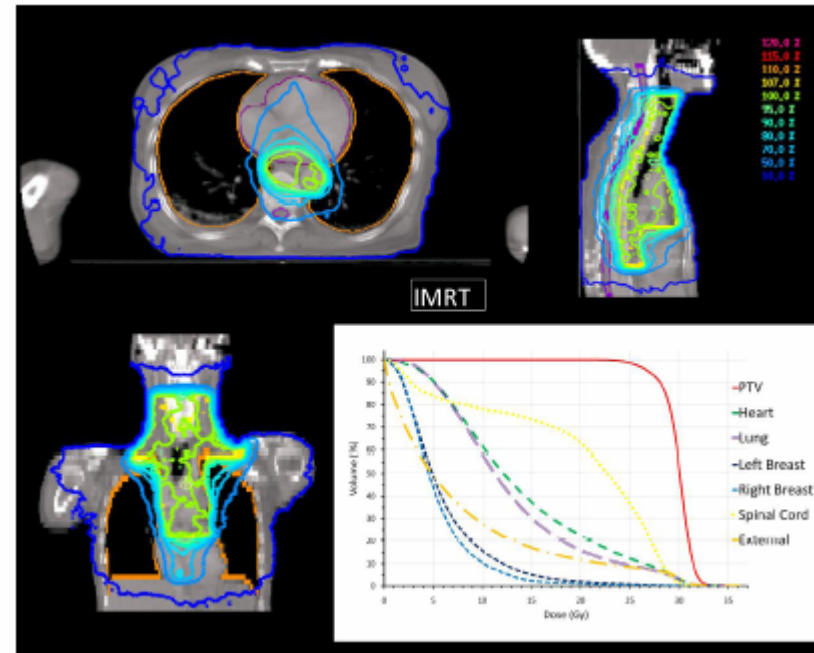 120,0 %
115,0 %
110,0 %
107,0 %
100,0 %
95,0 %
90,0 %
80,0 %
70,0 %
50,0 %
IMRT
Volume (%)
100
90
80
70
60
50
40
30
20
10
0
0 5 10 15 20 25 30 35
Dose (Gy)
PTV
Heart
Lung
Left Breast
Right Breast
Spinal Cord
External